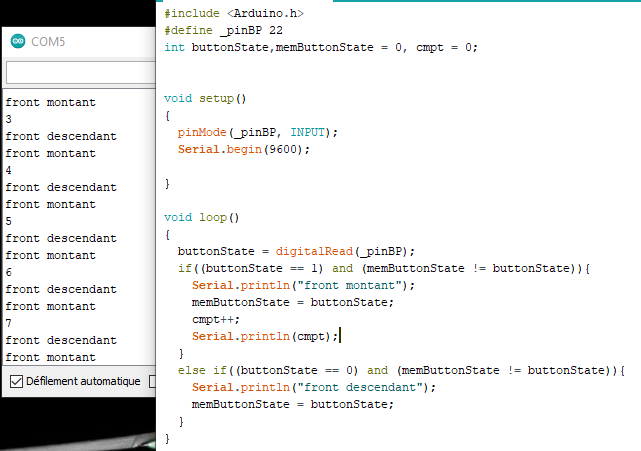 COM5
front montant
3
front descendant
front montant
4
front descendant
front montant
5
front descendant
front montant
6
front descendant
front montant
7
front descendant
front montant
Défilement automatique
#include <Arduino.h>
#define _pinBP 22
int buttonState,memButtonState = 0, cmpt = 0;
void setup()
{
  pinMode(_pinBP, INPUT);
  Serial.begin(9600);
}
void loop()
{
  buttonState = digitalRead(_pinBP);
  if((buttonState == 1) and (memButtonState != buttonState)){
    Serial.println("front montant");
    memButtonState = buttonState;
    cmpt++;
    Serial.println(cmpt);
  }
  else if((buttonState == 0) and (memButtonState != buttonState)){
    Serial.println("front descendant");
    memButtonState = buttonState;
  }
}